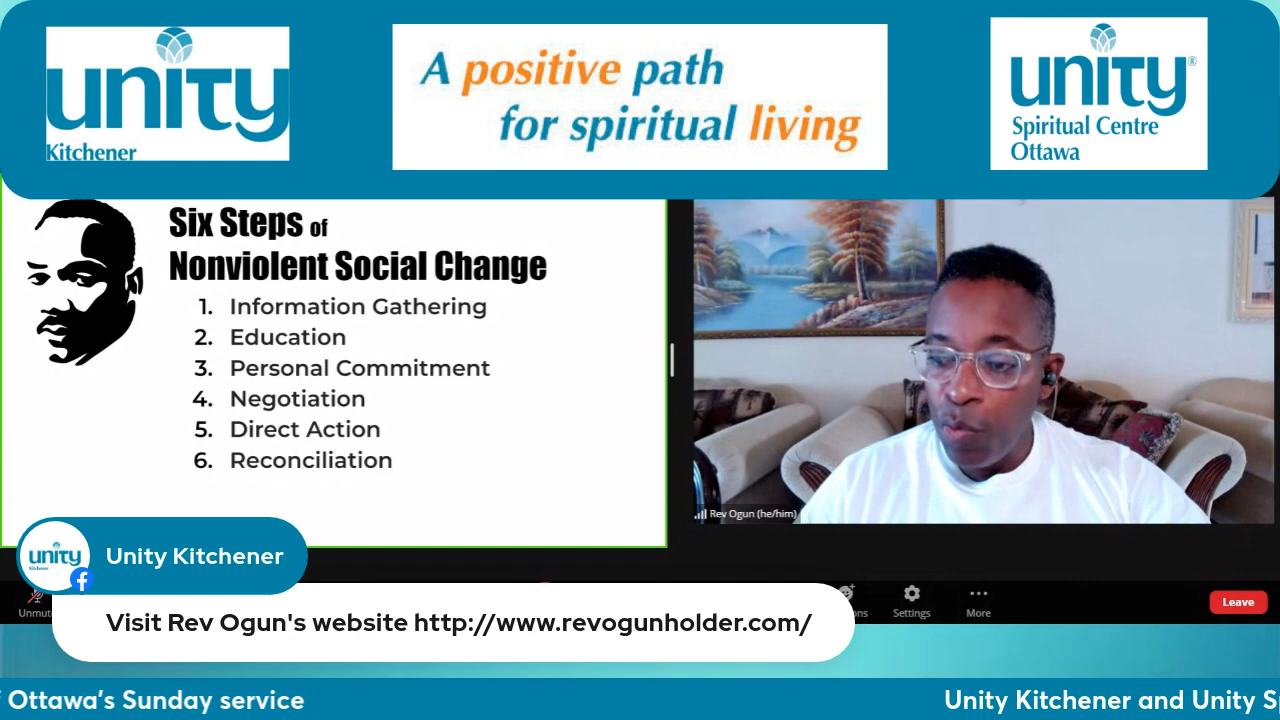 unity
Kitchener
A positive path
for spiritual living
unity®
Spiritual Centre
Ottawa
Six Steps of
Nonviolent Social Change
1. Information Gathering
2. Education
3. Personal Commitment
4. Negotiation
5. Direct Action
6. Reconciliation
Rev Ogun (he/him)
unity
Kitchener
Unity Kitchener
Settings
More
Leave
Visit Rev Ogun's website http://www.revogunholder.com/
Ottawa's Sunday service
Unity Kitchener and Unity